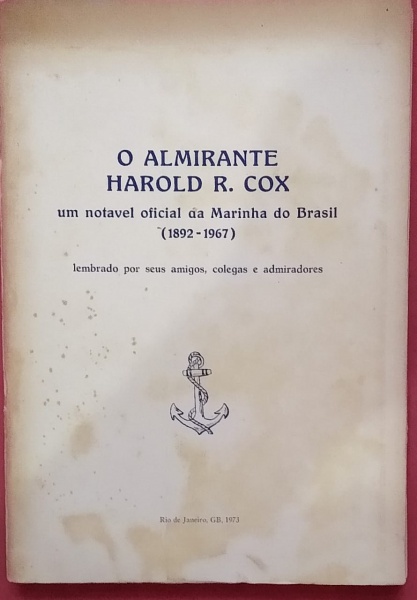 O ALMIRANTE
HAROLD R. COX
um notavel oficial da Marinha do Brasil
(1892-1967)
lembrado por seus amigos, colegas e admiradores
Rio de Janeiro, GB, 1973